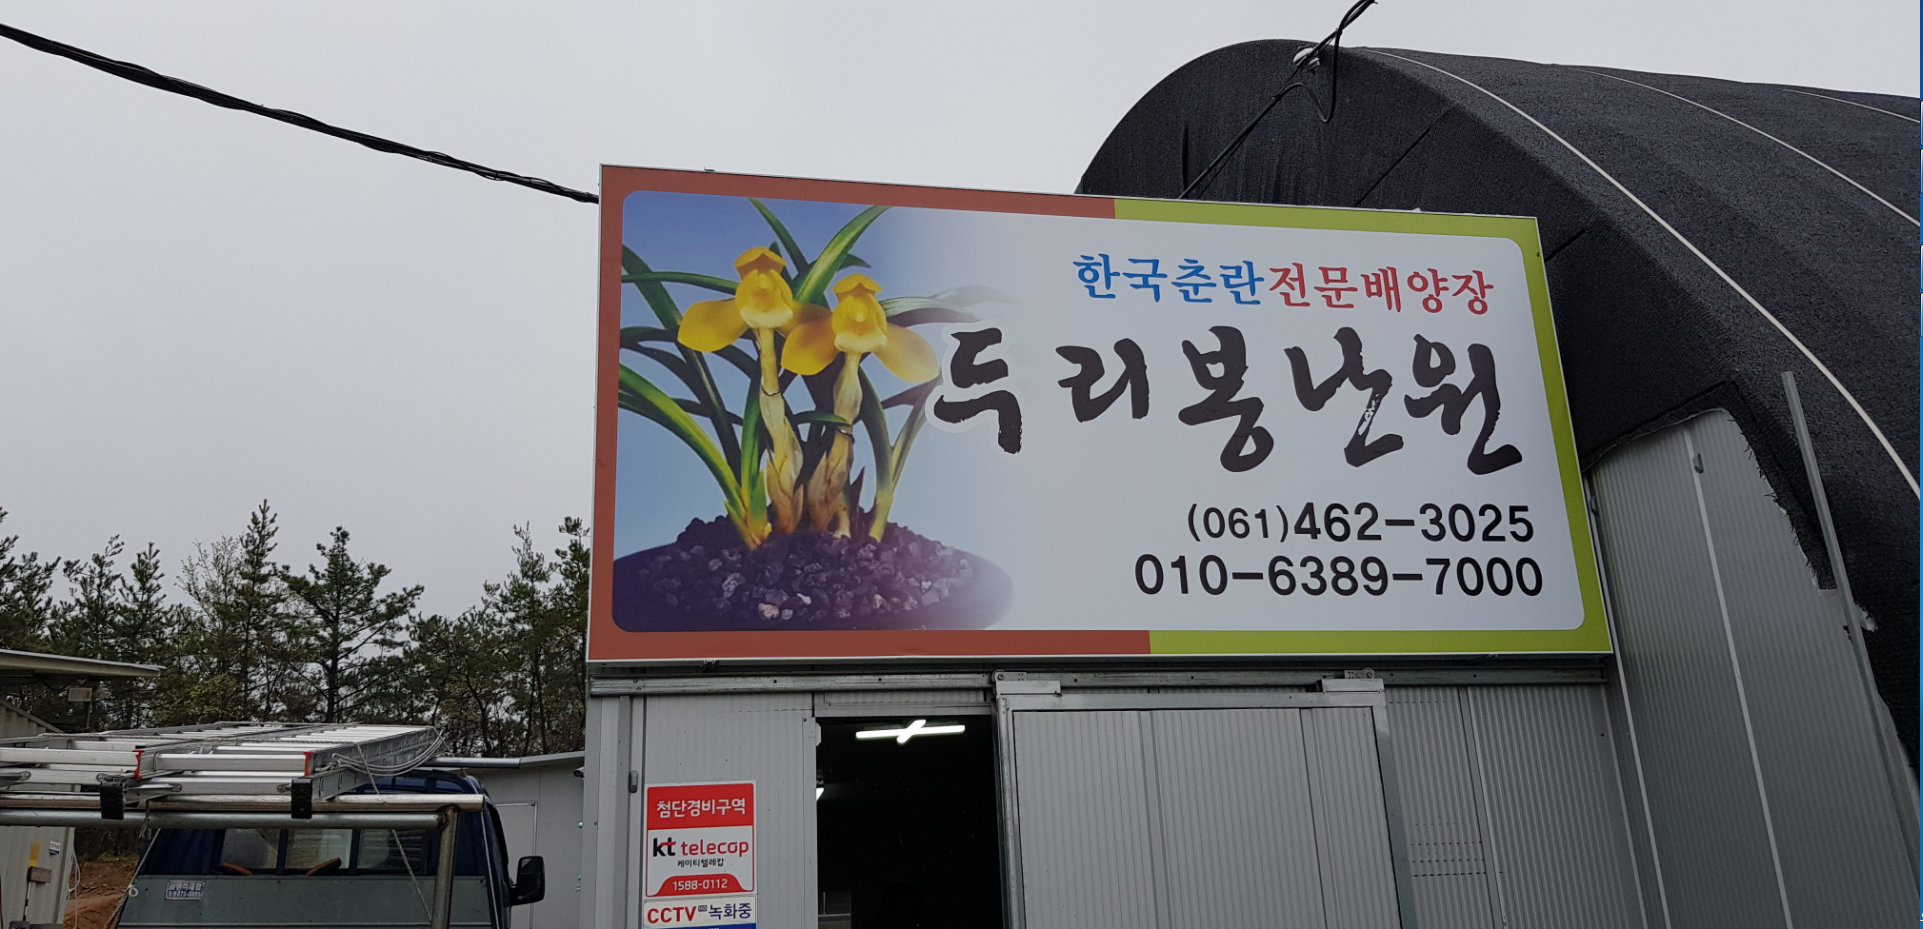 한국춘란전문배양장
두리봉난원
(061)462-3025
010-6389-7000
첨단경비구역
kt telecop
케이티텔레캅
1588-0112
CCTV 녹화중